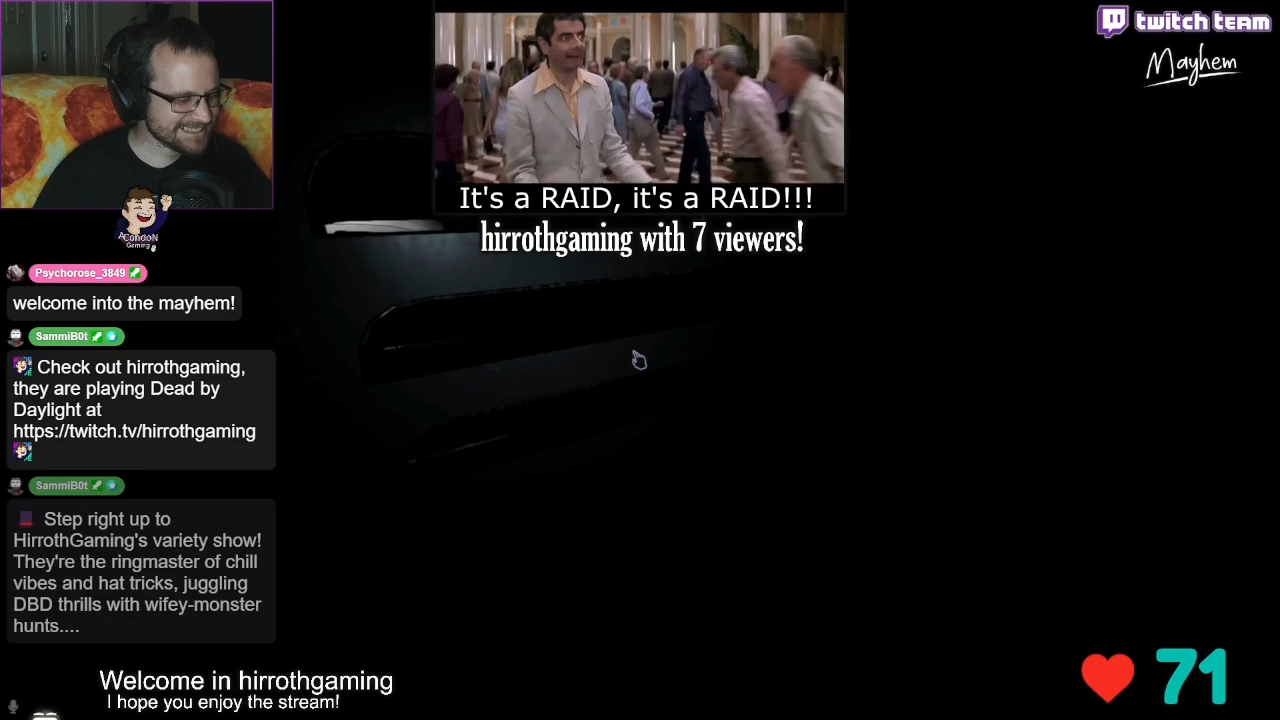 twitch team
Mayhem
It's a RAID, it's a RAID!!!
hirrothgaming with 7 viewers!
ACandoN
Gaming
Psychorose_3849
welcome into the mayhem!
SammiB0t
Check out hirrothgaming,
they are playing Dead by
Daylight at
https://twitch.tv/hirrothgaming
SammiB0t
Step right up to
HirrothGaming's variety show!
They're the ringmaster of chill
vibes and hat tricks, juggling
DBD thrills with wifey-monster
hunts....
Welcome in hirrothgaming
I hope you enjoy the stream!
71